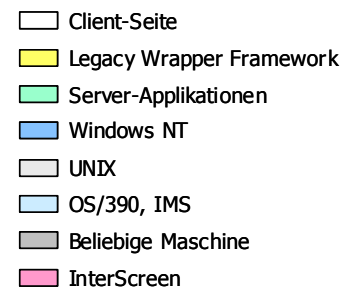 Client-Seite
Legacy Wrapper Framework
Server-Applikationen
Windows NT
UNIX
OS/390, IMS
Beliebige Maschine
InterScreen